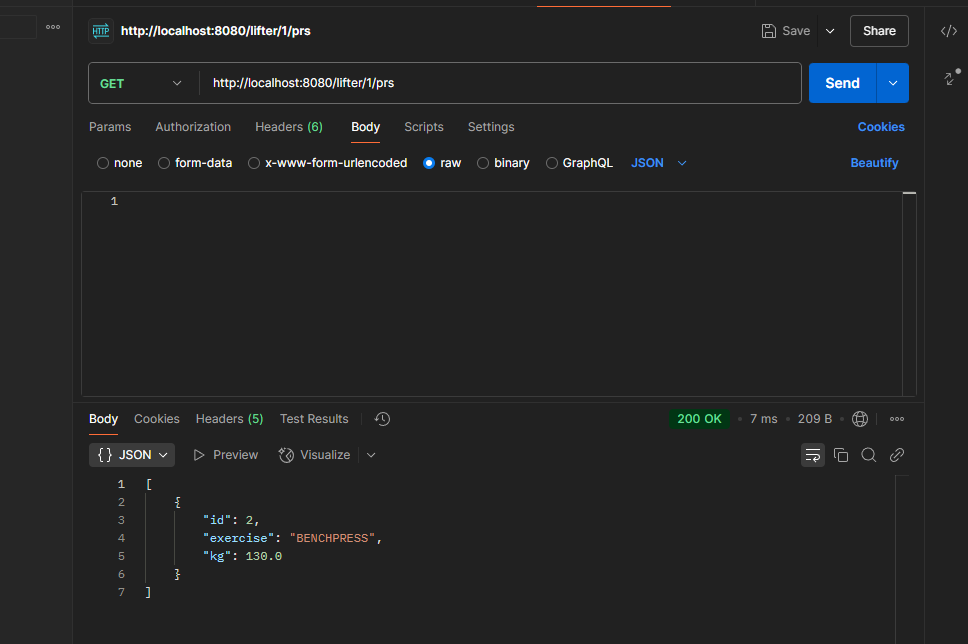 HTTP http://localhost:8080/lifter/1/prs Save Share
GET http://localhost:8080/lifter/1/prs Send
Params Authorization Headers (6) Body Scripts Settings Cookies
none form-data x-www-form-urlencoded raw binary GraphQL JSON Beautify
1
Body Cookies Headers (5) Test Results 200 OK • 7 ms • 209 B •
{} JSON Preview Visualize
1 [
2 {
3 "id": 2,
4 "exercise": "BENCHPRESS",
5 "kg": 130.0
6 }
7 ]